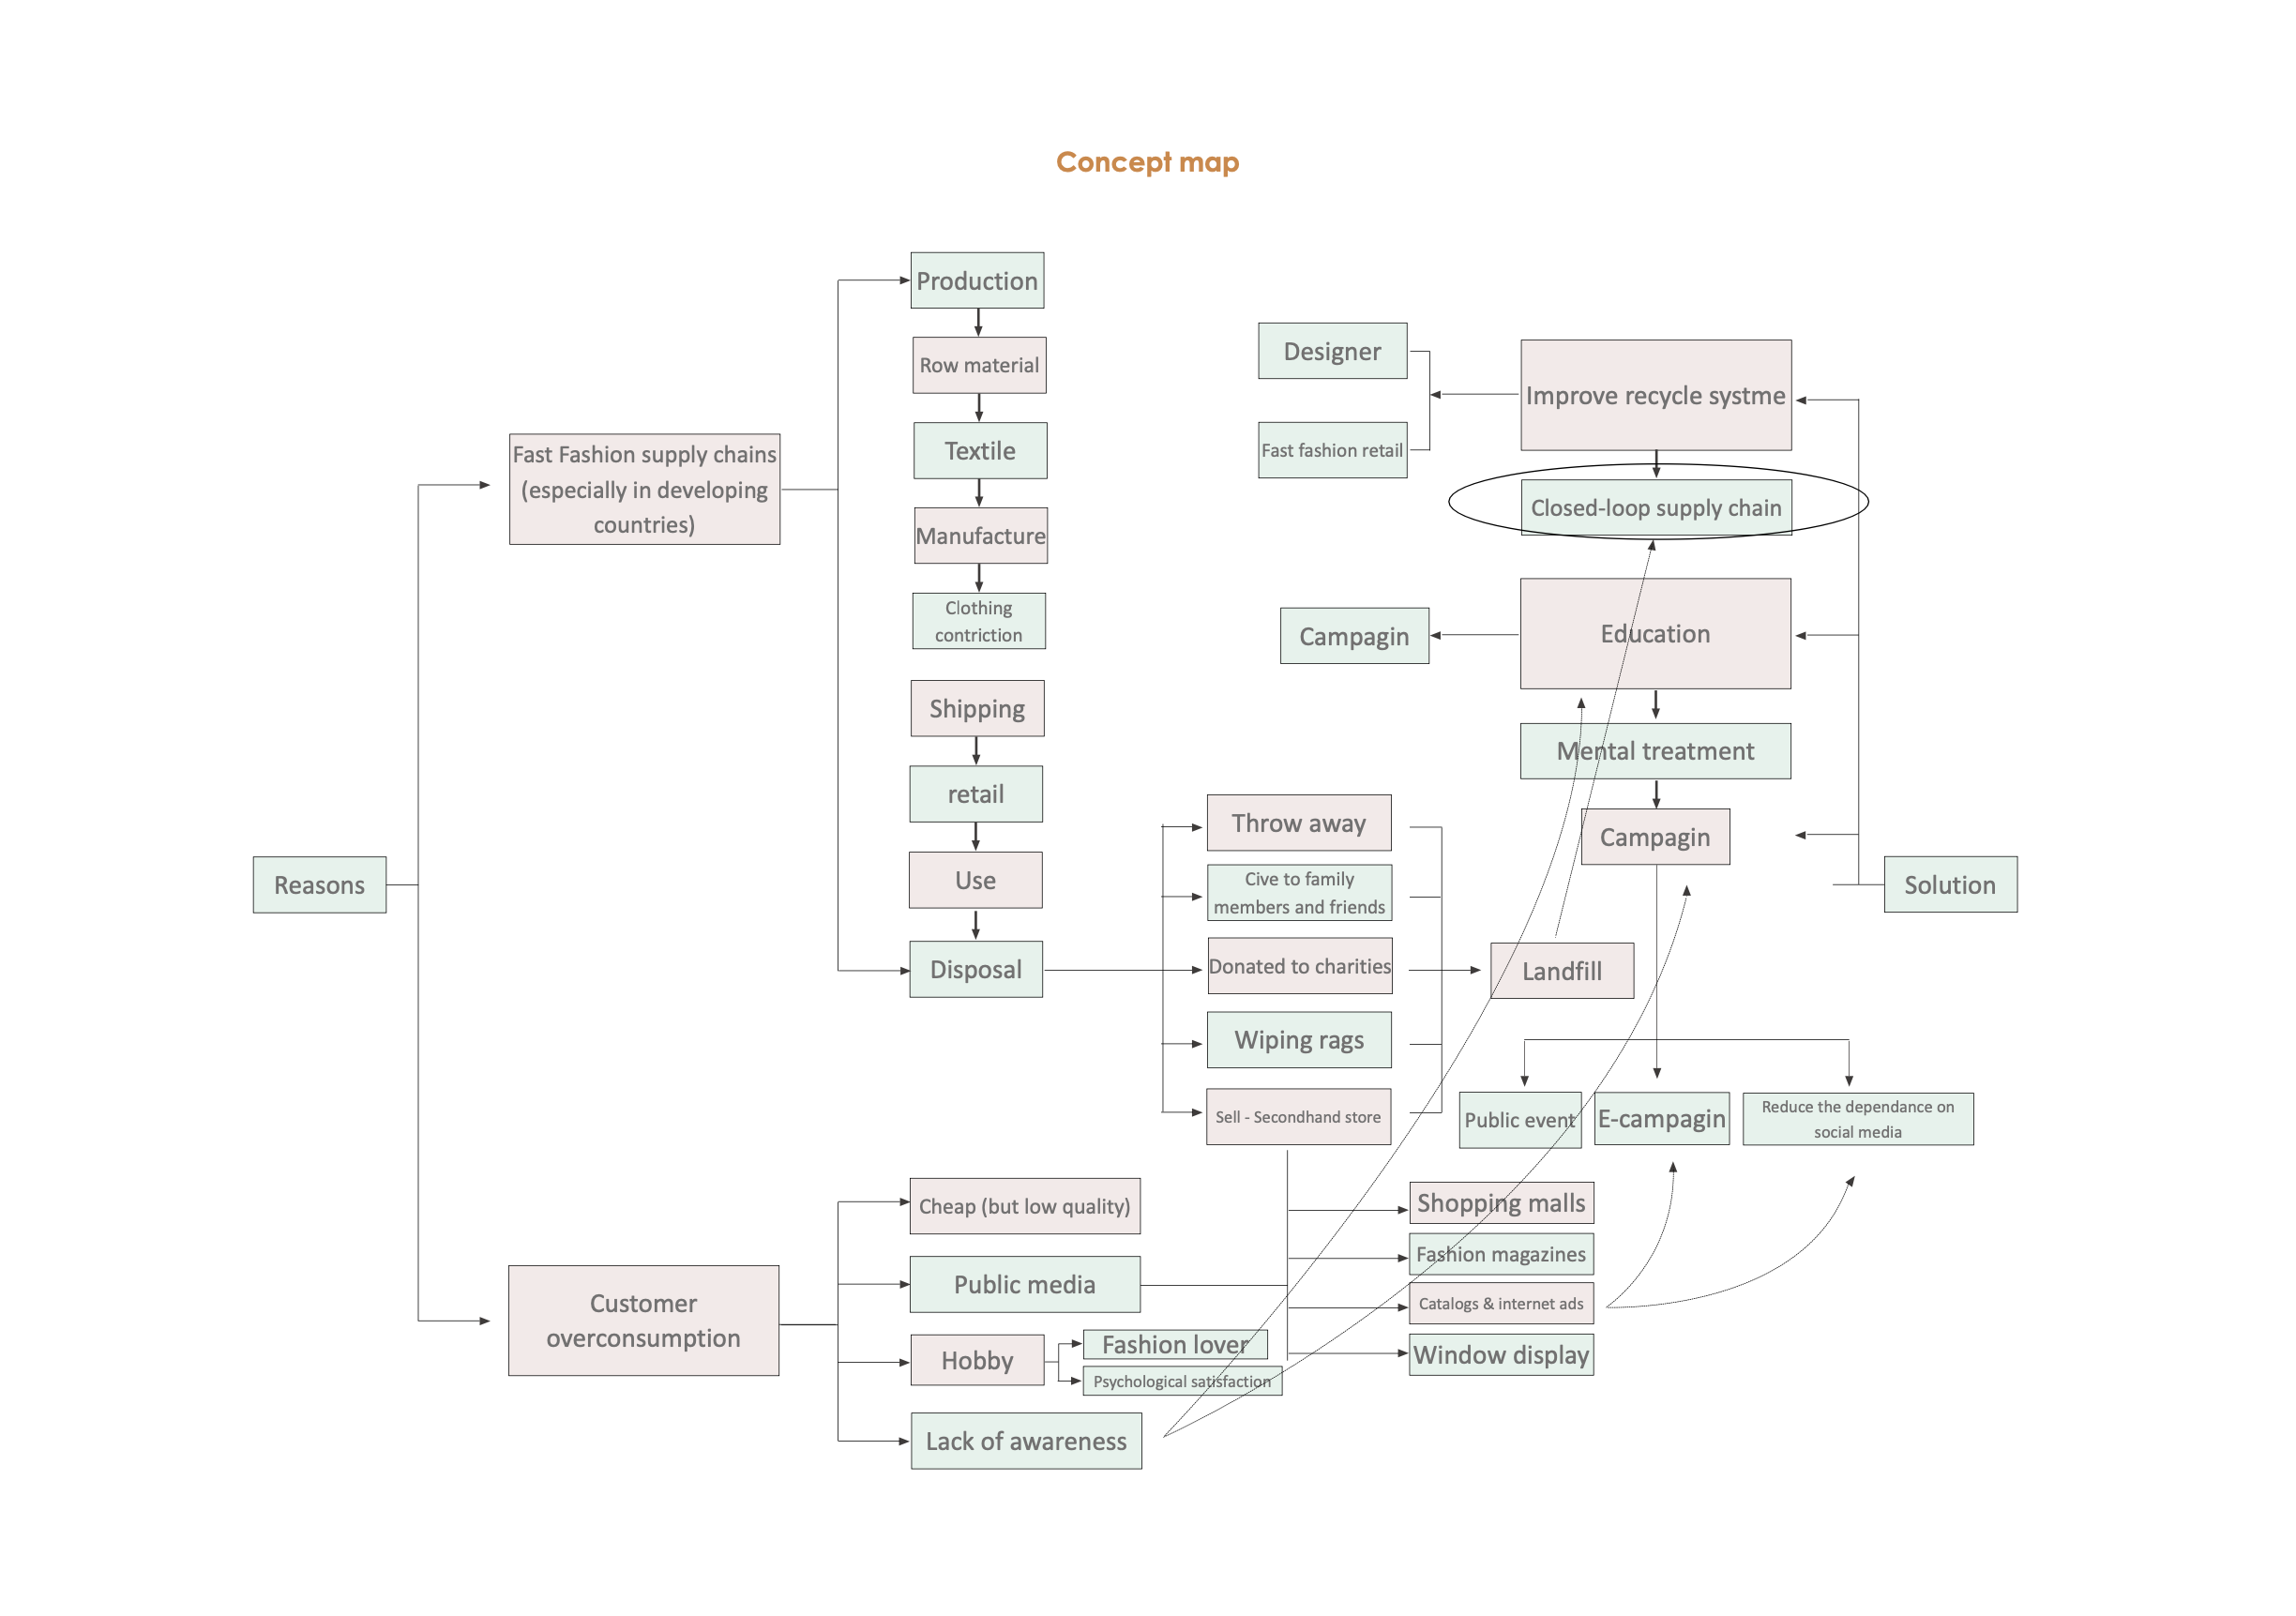 Concept map
Reasons
Fast Fashion supply chains
(especially in developing
countries)
Customer
overconsumption
Production
Row material
Textile
Manufacture
Clothing
contriction
Shipping
retail
Use
Disposal
Throw away
Cive to family
members and friends
Donated to charities
Wiping rags
Sell - Secondhand store
Landfill
Cheap (but low quality)
Public media
Hobby
Fashion lover
Psychological satisfaction
Lack of awareness
Shopping malls
Fashion magazines
Catalogs & internet ads
Window display
Designer
Fast fashion retail
Improve recycle systme
Closed-loop supply chain
Campagin
Education
Mental treatment
Campagin
Solution
Public event
E-campagin
Reduce the dependance on
social media